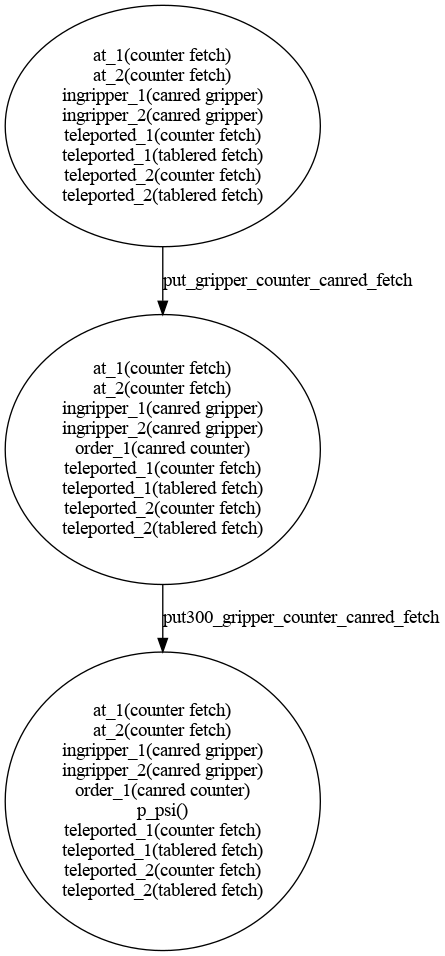 at_1(counter fetch)
at_2(counter fetch)
ingripper_1(canred gripper)
ingripper_2(canred gripper)
teleported_1(counter fetch)
teleported_1(tablered fetch)
teleported_2(counter fetch)
teleported_2(tablered fetch)
put_gripper_counter_canred_fetch
at_1(counter fetch)
at_2(counter fetch)
ingripper_1(canred gripper)
ingripper_2(canred gripper)
order_1(canred counter)
teleported_1(counter fetch)
teleported_1(tablered fetch)
teleported_2(counter fetch)
teleported_2(tablered fetch)
put300_gripper_counter_canred_fetch
at_1(counter fetch)
at_2(counter fetch)
ingripper_1(canred gripper)
ingripper_2(canred gripper)
order_1(canred counter)
p_psi()
teleported_1(counter fetch)
teleported_1(tablered fetch)
teleported_2(counter fetch)
teleported_2(tablered fetch)